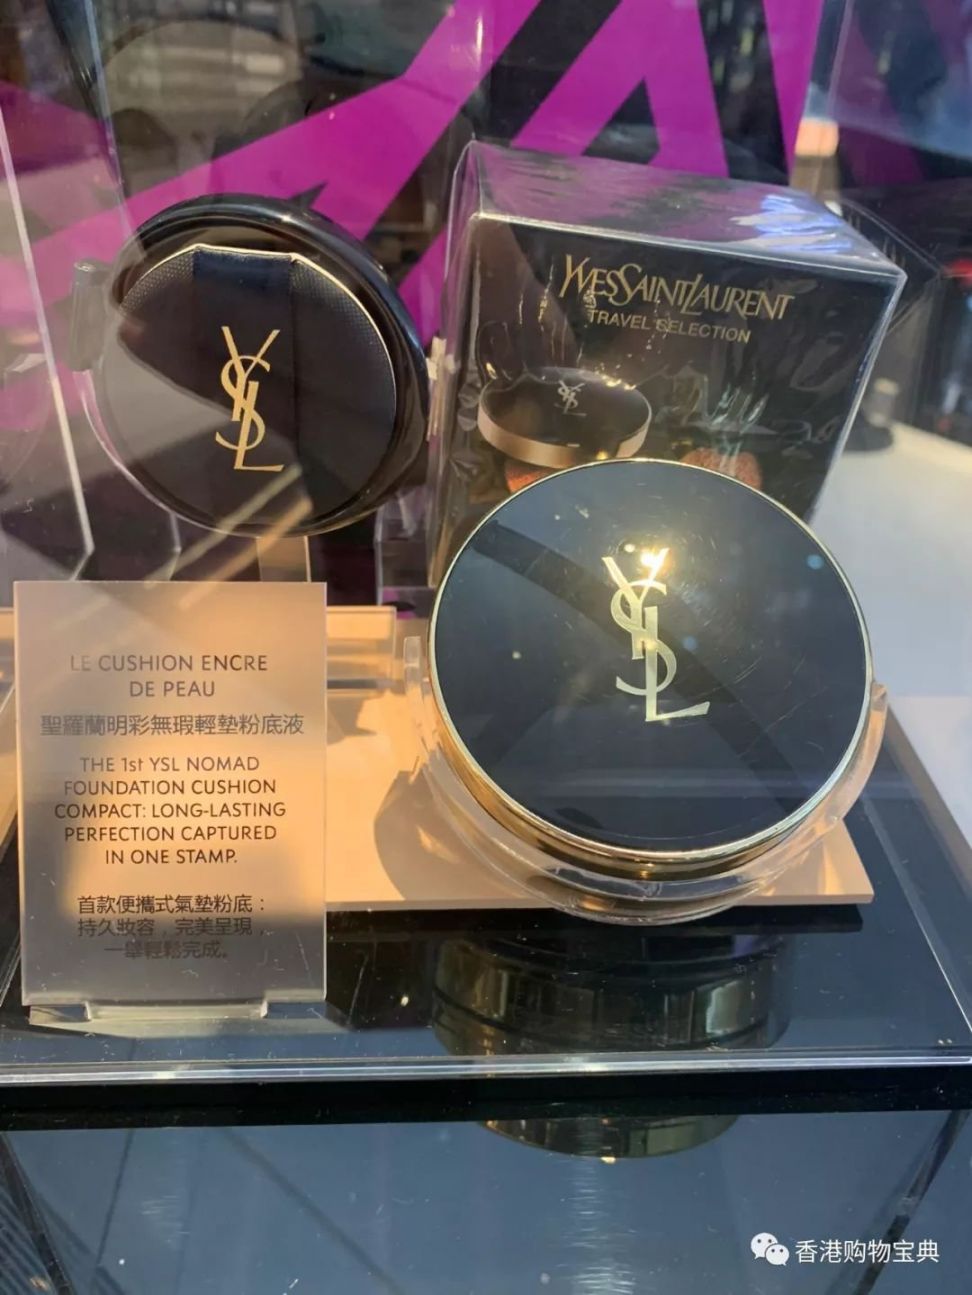 YVESSAINTLAURENT
TRAVEL SELECTION
YSL
YSL
YSL
LE CUSHION ENCRE
DE PEAU
聖羅蘭明彩無瑕輕墊粉底液
THE 1st YSL NOMAD
FOUNDATION CUSHION
COMPACT: LONG-LASTING
PERFECTION CAPTURED
IN ONE STAMP.
首款便攜式氣墊粉底：
持久妝容，完美呈現，
一舉輕鬆完成。
香港购物宝典